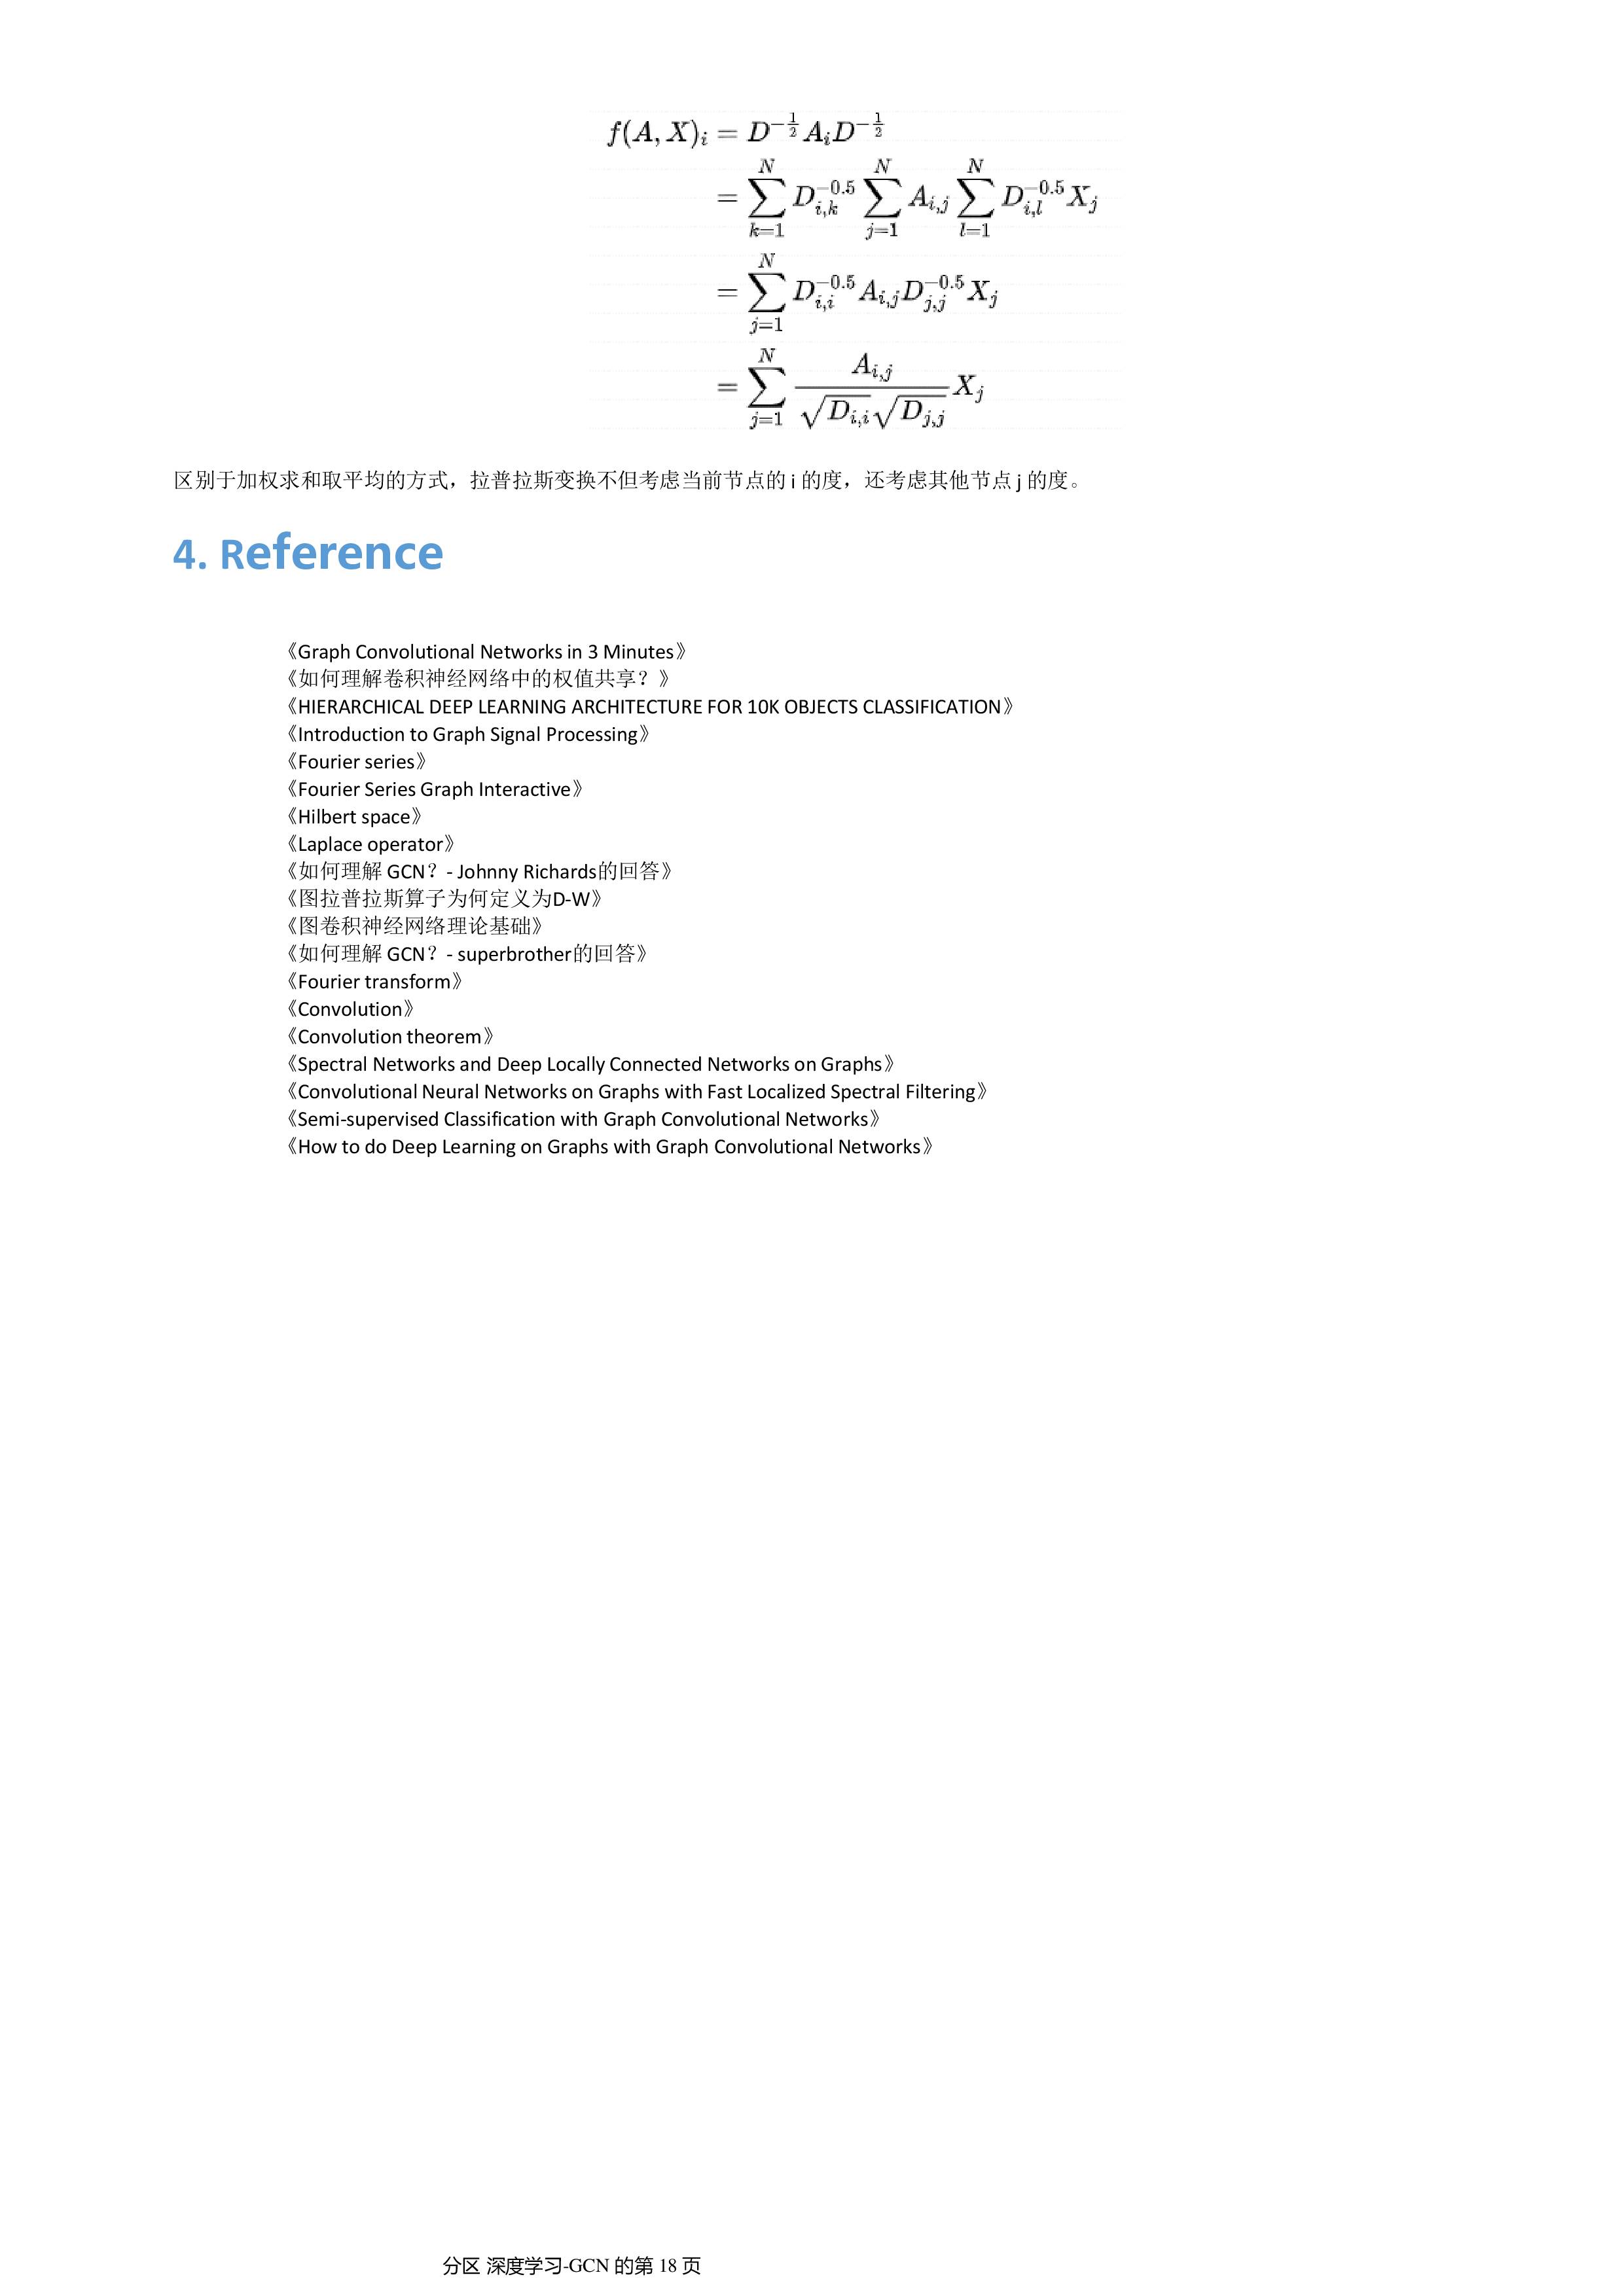 f(A, X)_i = D^{-\frac{1}{2}} A_i D^{-\frac{1}{2}}
= \sum_{k=1}^{N} D_{i,k}^{-0.5} \sum_{j=1}^{N} A_{i,j} \sum_{l=1}^{N} D_{i,l}^{-0.5} X_j
= \sum_{j=1}^{N} D_{i,i}^{-0.5} A_{i,j} D_{j,j}^{-0.5} X_j
= \sum_{j=1}^{N} \frac{A_{i,j}}{\sqrt{D_{i,i}} \sqrt{D_{j,j}}} X_j
区别于加权求和取平均的方式，拉普拉斯变换不但考虑当前节点的 i 的度，还考虑其他节点 j 的度。
4. Reference
《Graph Convolutional Networks in 3 Minutes》
《如何理解卷积神经网络中的权值共享？》
《HIERARCHICAL DEEP LEARNING ARCHITECTURE FOR 10K OBJECTS CLASSIFICATION》
《Introduction to Graph Signal Processing》
《Fourier series》
《Fourier Series Graph Interactive》
《Hilbert space》
《Laplace operator》
《如何理解 GCN？- Johnny Richards的回答》
《图拉普拉斯算子为何定义为D-W》
《图卷积神经网络理论基础》
《如何理解 GCN？- superbrother的回答》
《Fourier transform》
《Convolution》
《Convolution theorem》
《Spectral Networks and Deep Locally Connected Networks on Graphs》
《Convolutional Neural Networks on Graphs with Fast Localized Spectral Filtering》
《Semi-supervised Classification with Graph Convolutional Networks》
《How to do Deep Learning on Graphs with Graph Convolutional Networks》
分区 深度学习-GCN 的第 18 页